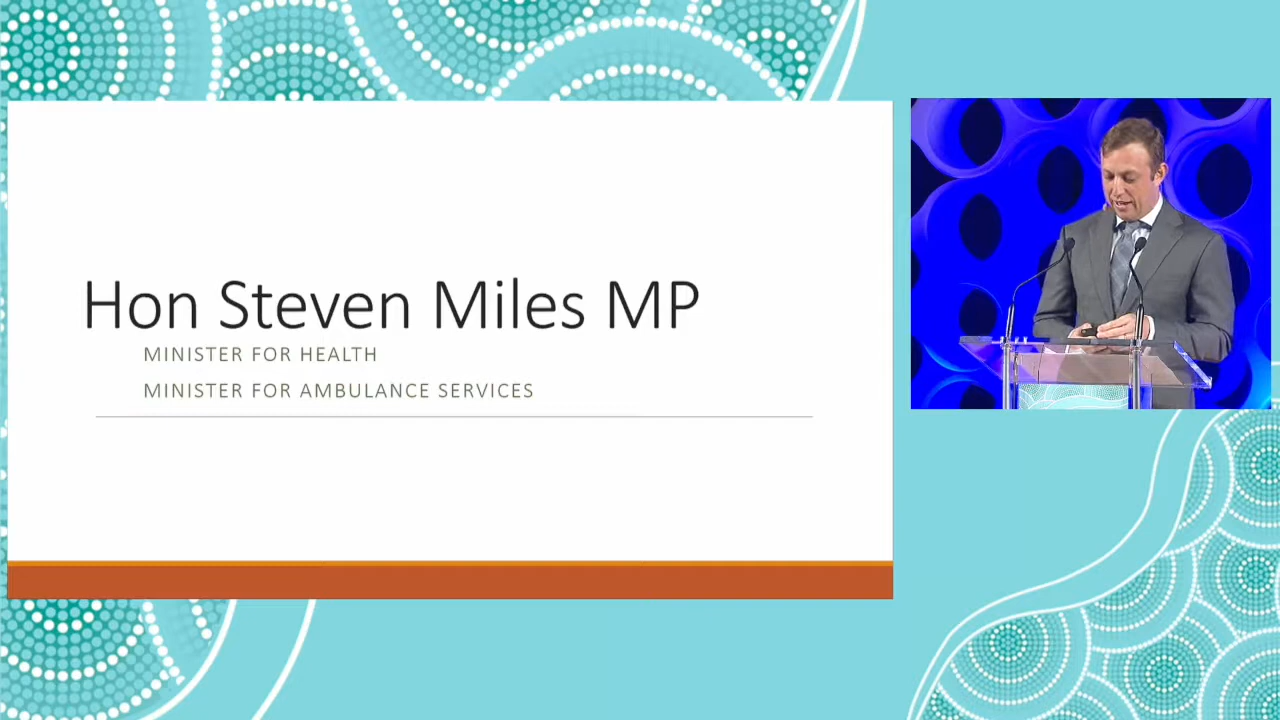 Hon Steven Miles MP
MINISTER FOR HEALTH
MINISTER FOR AMBULANCE SERVICES